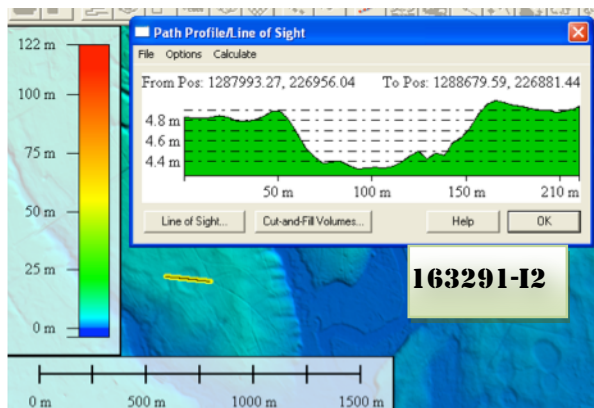 122 m
100 m
75 m
50 m
25 m
0 m
Path Profile/Line of Sight
File Options Calculate
From Pos: 1287993.27, 226956.04 To Pos: 1288679.59, 226881.44
4.8 m
4.6 m
4.4 m
50 m 100 m 150 m 210 m
Line of Sight... Cut-and-Fill Volumes... Help OK
163291-I2
0 m 500 m 1000 m 1500 m